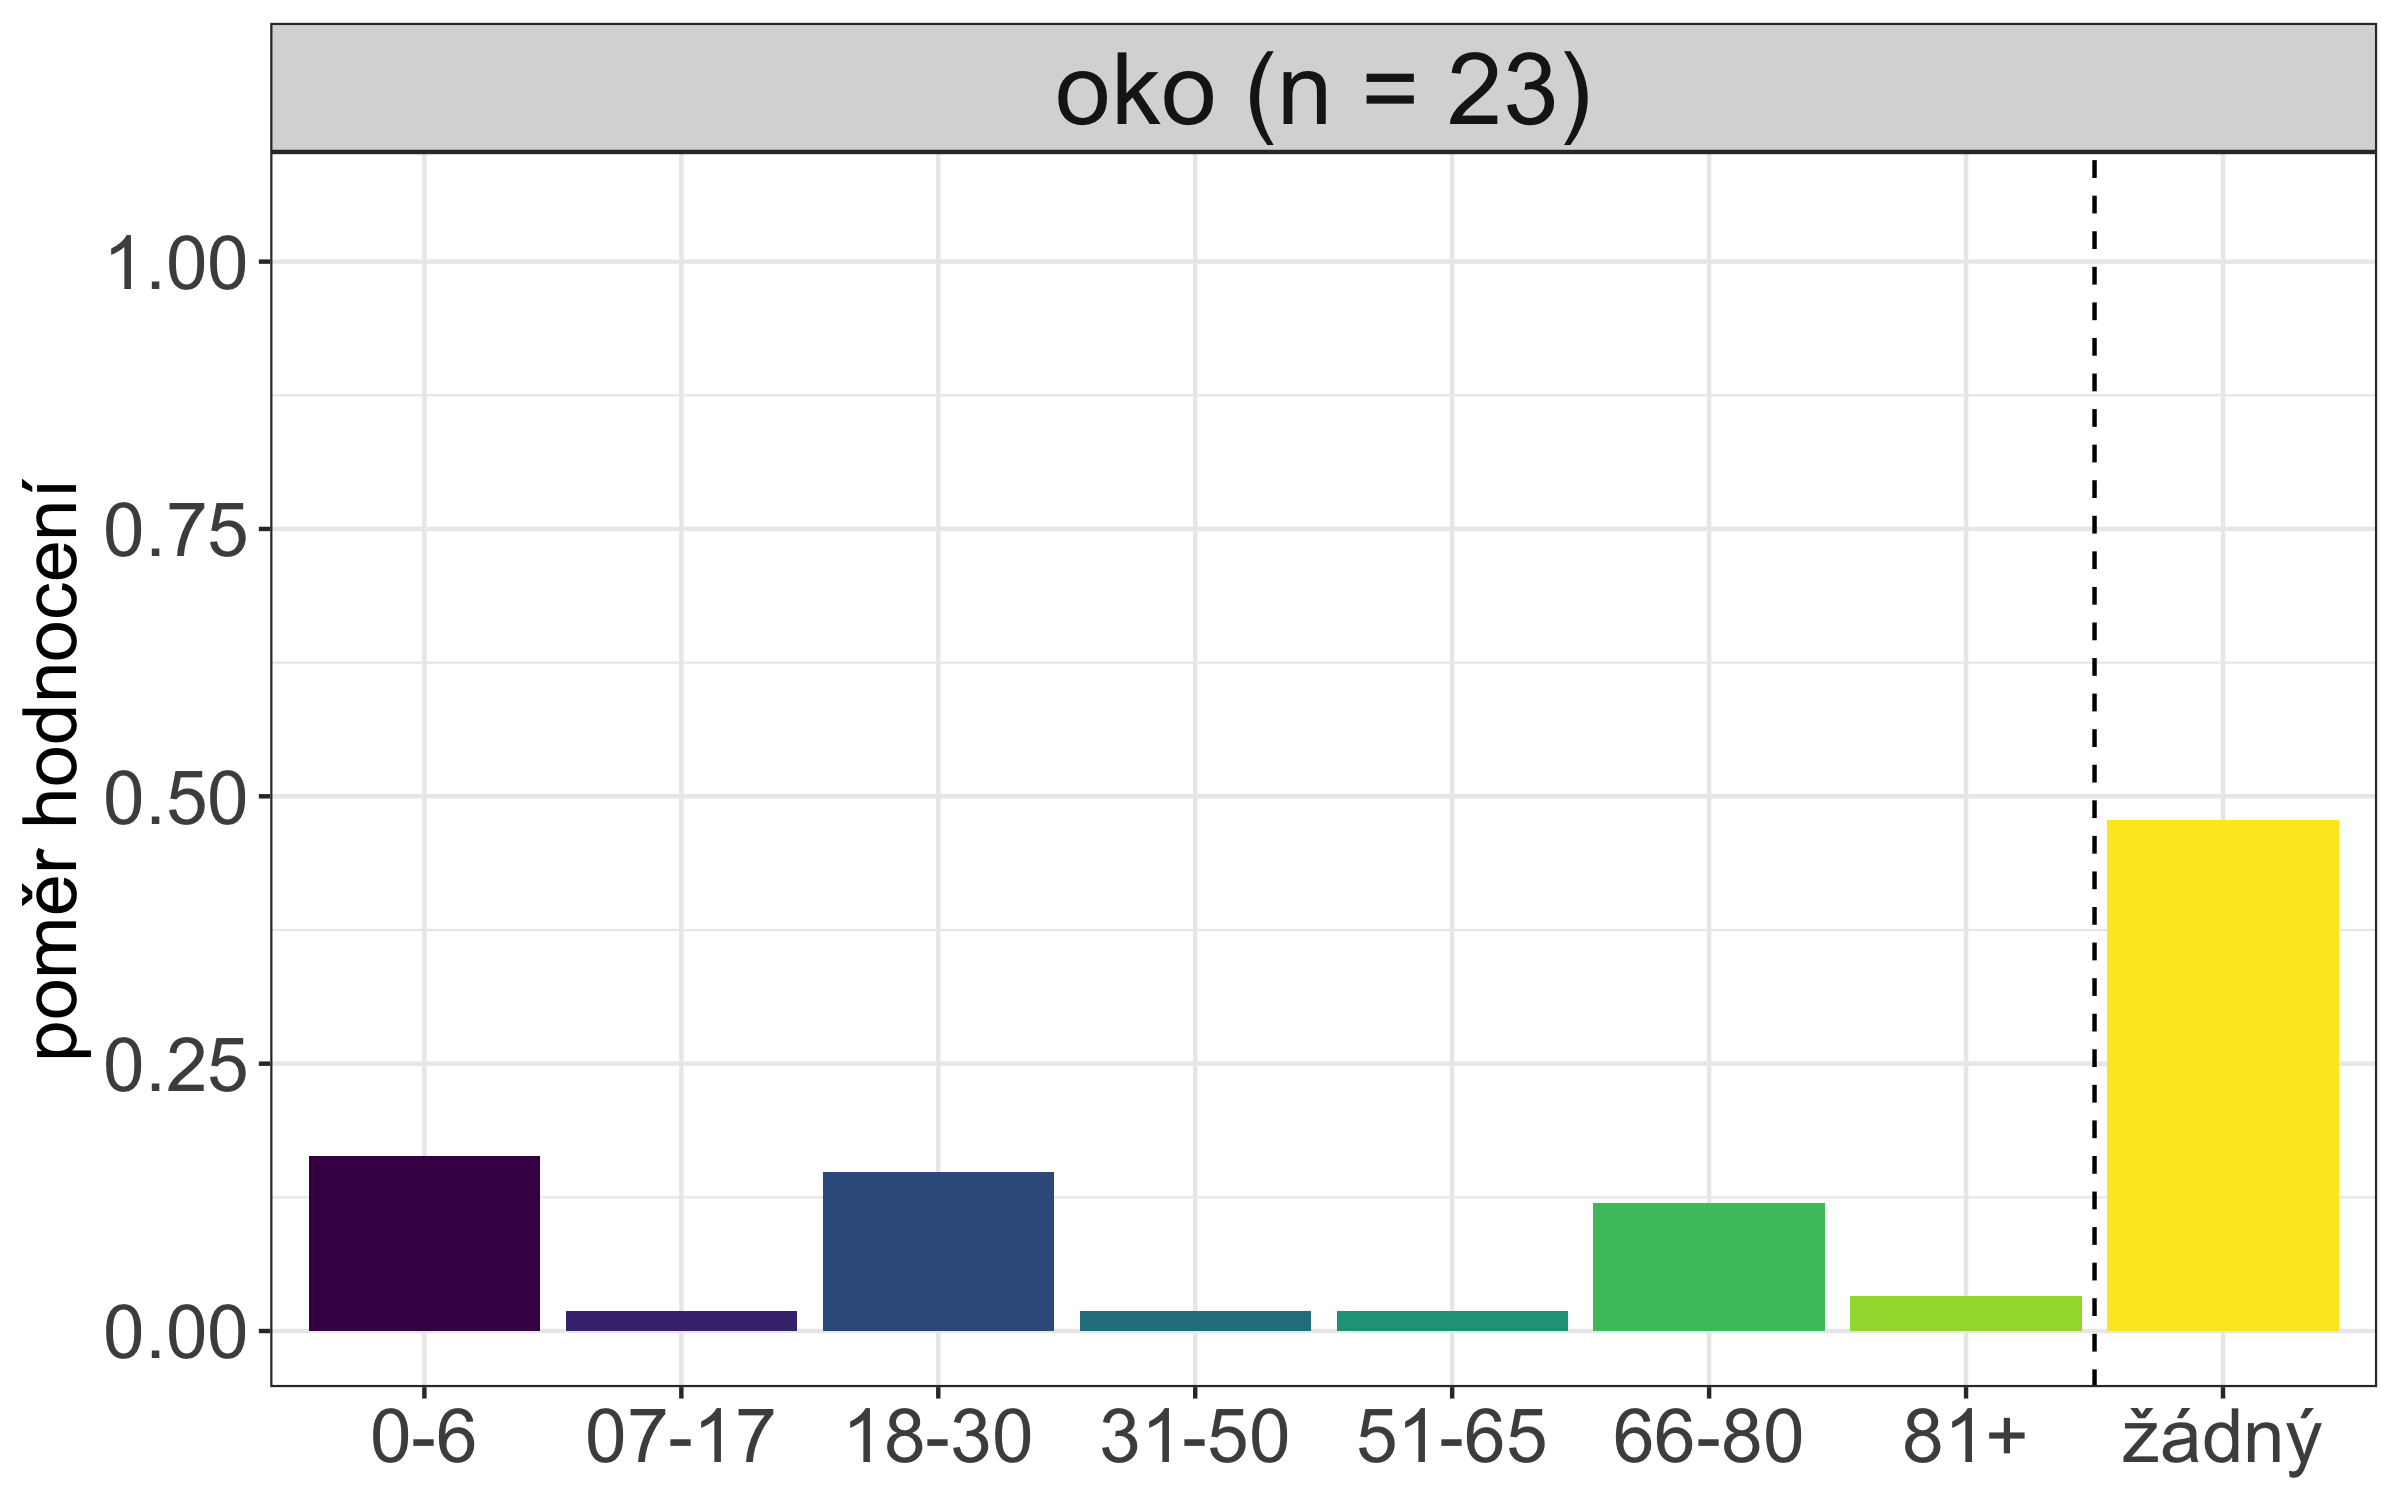 oko (n = 23)
poměr hodnocení
1.00
0.75
0.50
0.25
0.00
0-6 07-17 18-30 31-50 51-65 66-80 81+ žádný